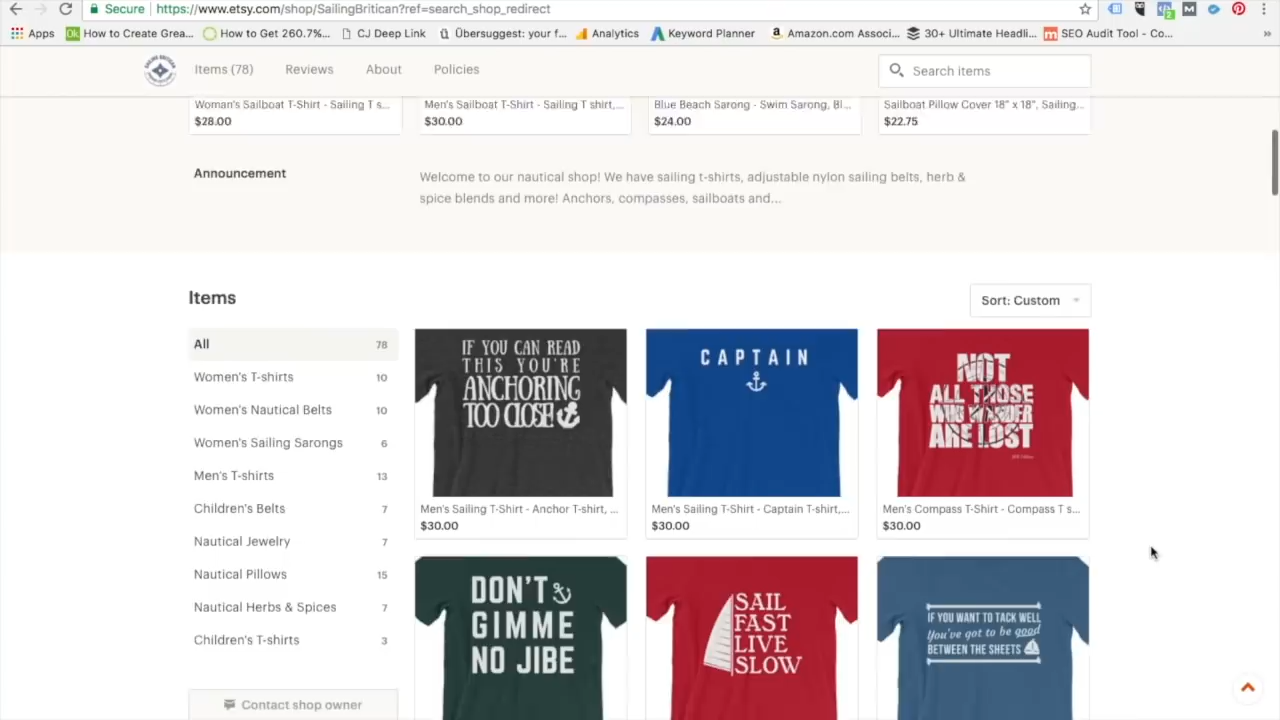 Secure https://www.etsy.com/shop/SailingBritican?ref=search_shop_redirect
Apps How to Create Grea... How to Get 260.7%... CJ Deep Link Übersuggest: your f... Analytics Keyword Planner Amazon.com Associ... 30+ Ultimate Headli... SEO Audit Tool - Co... »
SAILING BRITICAN
Items (78) Reviews About Policies Search items
Woman's Sailboat T-Shirt - Sailing T s... Men's Sailboat T-Shirt - Sailing T shirt,... Blue Beach Sarong - Swim Sarong, Bl... Sailboat Pillow Cover 18" x 18", Sailing...
$28.00 $30.00 $24.00 $22.75
Announcement
Welcome to our nautical shop! We have sailing t-shirts, adjustable nylon sailing belts, herb &
spice blends and more! Anchors, compasses, sailboats and...
Items
Sort: Custom
All 78
Women's T-shirts 10
Women's Nautical Belts 10
Women's Sailing Sarongs 6
Men's T-shirts 13
Children's Belts 7
Nautical Jewelry 7
Nautical Pillows 15
Nautical Herbs & Spices 7
Children's T-shirts 3
Contact shop owner
IF YOU CAN READ
THIS YOU'RE
ANCHORING
TOO CLOSE!
Men's Sailing T-Shirt - Anchor T-shirt, ...
$30.00
CAPTAIN
Men's Sailing T-Shirt - Captain T-shirt,...
$30.00
NOT
ALL THOSE
WHO WANDER
ARE LOST
Men's Compass T-Shirt - Compass T s...
$30.00
DON'T
GIMME
NO JIBE
SAIL
FAST
LIVE
SLOW
IF YOU WANT TO TACK WELL
You've got to be good
BETWEEN THE SHEETS